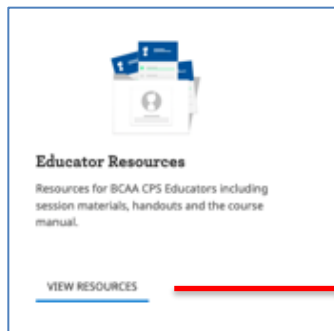 Educator Resources
Resources for BCAA CPS Educators including
session materials, handouts and the course
manual.
VIEW RESOURCES